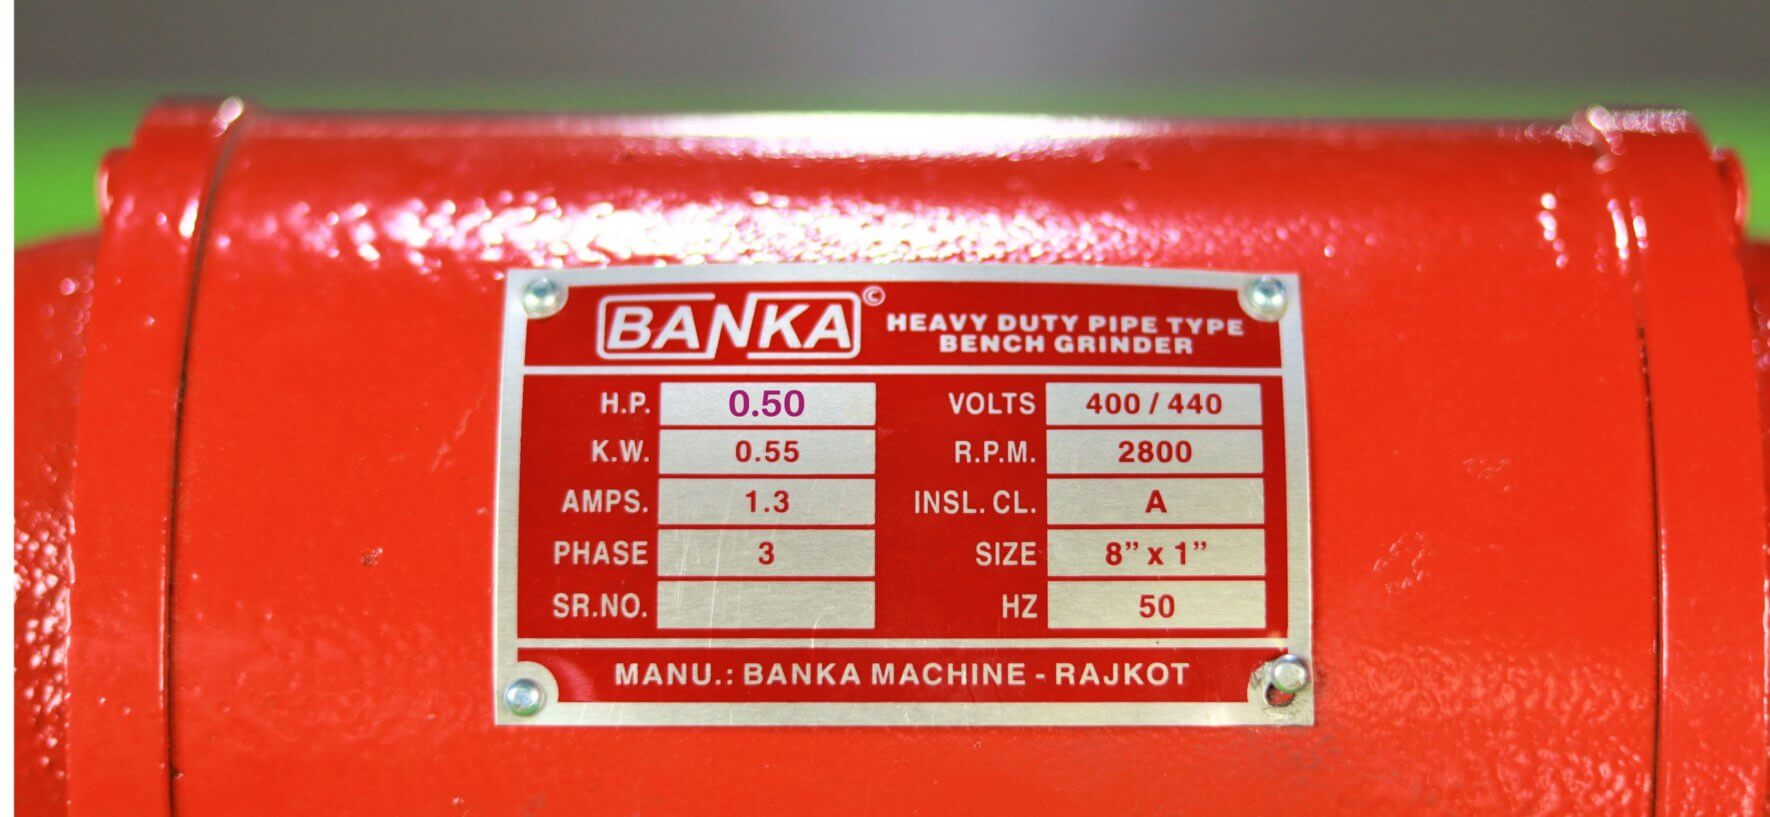 BANKA ©
HEAVY DUTY PIPE TYPE
BENCH GRINDER
H.P. 0.50 VOLTS 400 / 440
K.W. 0.55 R.P.M. 2800
AMPS. 1.3 INSL. CL. A
PHASE 3 SIZE 8” x 1”
SR.NO. HZ 50
MANU.: BANKA MACHINE - RAJKOT